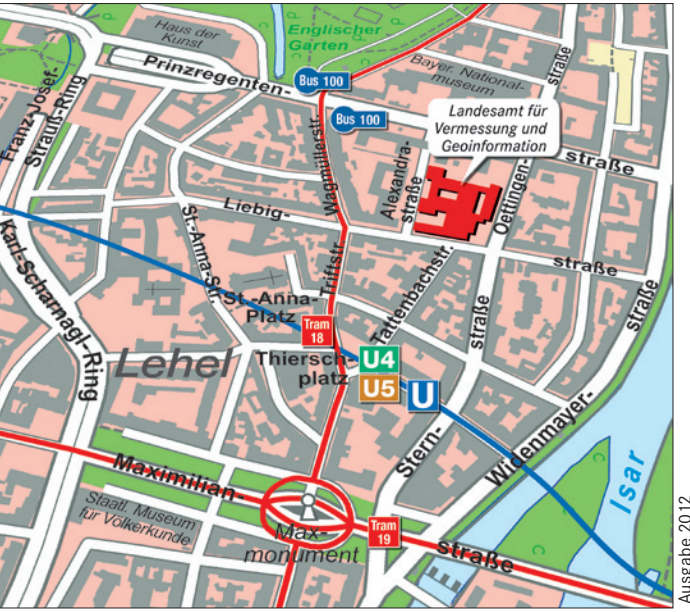 Haus der
Kunst
Englischer
Garten
Prinzregenten-
Bus 100
Bayer. National-
museum
straße
Franz-Josef-
Strauß-Ring
Bus 100
Landesamt für
Vermessung und
Geoinformation
straße
Wagmüllerstr.
Alexandra-
straße
Oettingen-
Liebig-
straße
St.-Anna-Str.
Triftstr.
Karl-Scharnagl-Ring
St.-Anna-
Platz
Tattenbachstr.
straße
straße
Tram
18
Lehel
Thiersch-
platz
U4
U5
U
Stern-
Widenmayer-
Isar
Maximilian-
Staatl. Museum
für Völkerkunde
Max-
monument
Tram
19
straße
Ausgabe 2012